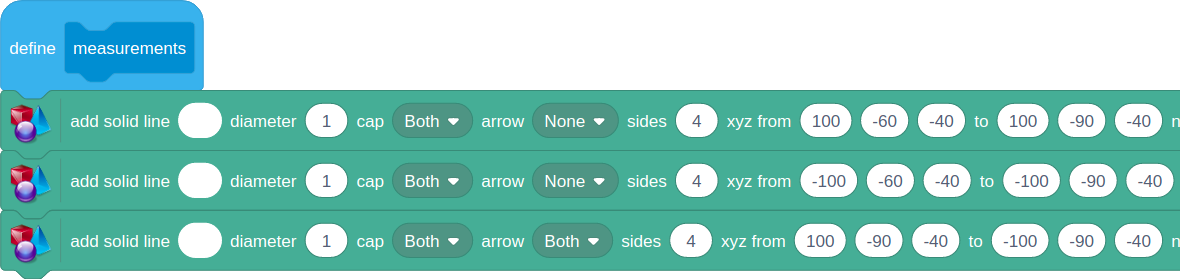 define measurements
add solid line diameter 1 cap Both arrow None sides 4 xyz from 100 -60 -40 to 100 -90 -40
add solid line diameter 1 cap Both arrow None sides 4 xyz from -100 -60 -40 to -100 -90 -40
add solid line diameter 1 cap Both arrow Both sides 4 xyz from 100 -90 -40 to -100 -90 -40